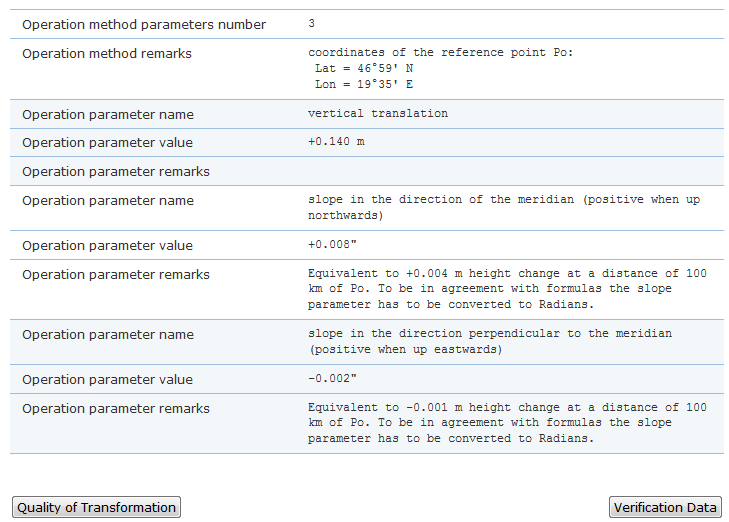 Operation method parameters number 3
Operation method remarks coordinates of the reference point Po:
Lat = 46°59' N
Lon = 19°35' E
Operation parameter name vertical translation
Operation parameter value +0.140 m
Operation parameter remarks
Operation parameter name slope in the direction of the meridian (positive when up
northwards)
Operation parameter value +0.008"
Operation parameter remarks Equivalent to +0.004 m height change at a distance of 100
km of Po. To be in agreement with formulas the slope
parameter has to be converted to Radians.
Operation parameter name slope in the direction perpendicular to the meridian
(positive when up eastwards)
Operation parameter value -0.002"
Operation parameter remarks Equivalent to -0.001 m height change at a distance of 100
km of Po. To be in agreement with formulas the slope
parameter has to be converted to Radians.
Quality of Transformation Verification Data